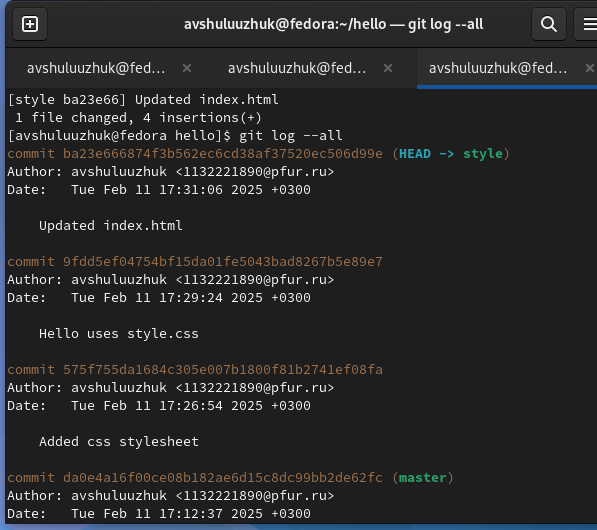 avshuluuzhuk@fedora:~/hello — git log --all
avshuluuzhuk@fed... × avshuluuzhuk@fed... × avshuluuzhuk@fed... ×
[style ba23e66] Updated index.html
 1 file changed, 4 insertions(+)
[avshuluuzhuk@fedora hello]$ git log --all
commit ba23e666874f3b562ec6cd38af37520ec506d99e (HEAD -> style)
Author: avshuluuzhuk <1132221890@pfur.ru>
Date:   Tue Feb 11 17:31:06 2025 +0300
    Updated index.html
commit 9fdd5ef04754bf15da01fe5043bad8267b5e89e7
Author: avshuluuzhuk <1132221890@pfur.ru>
Date:   Tue Feb 11 17:29:24 2025 +0300
    Hello uses style.css
commit 575f755da1684c305e007b1800f81b2741ef08fa
Author: avshuluuzhuk <1132221890@pfur.ru>
Date:   Tue Feb 11 17:26:54 2025 +0300
    Added css stylesheet
commit da0e4a16f00ce08b182ae6d15c8dc99bb2de62fc (master)
Author: avshuluuzhuk <1132221890@pfur.ru>
Date:   Tue Feb 11 17:12:37 2025 +0300